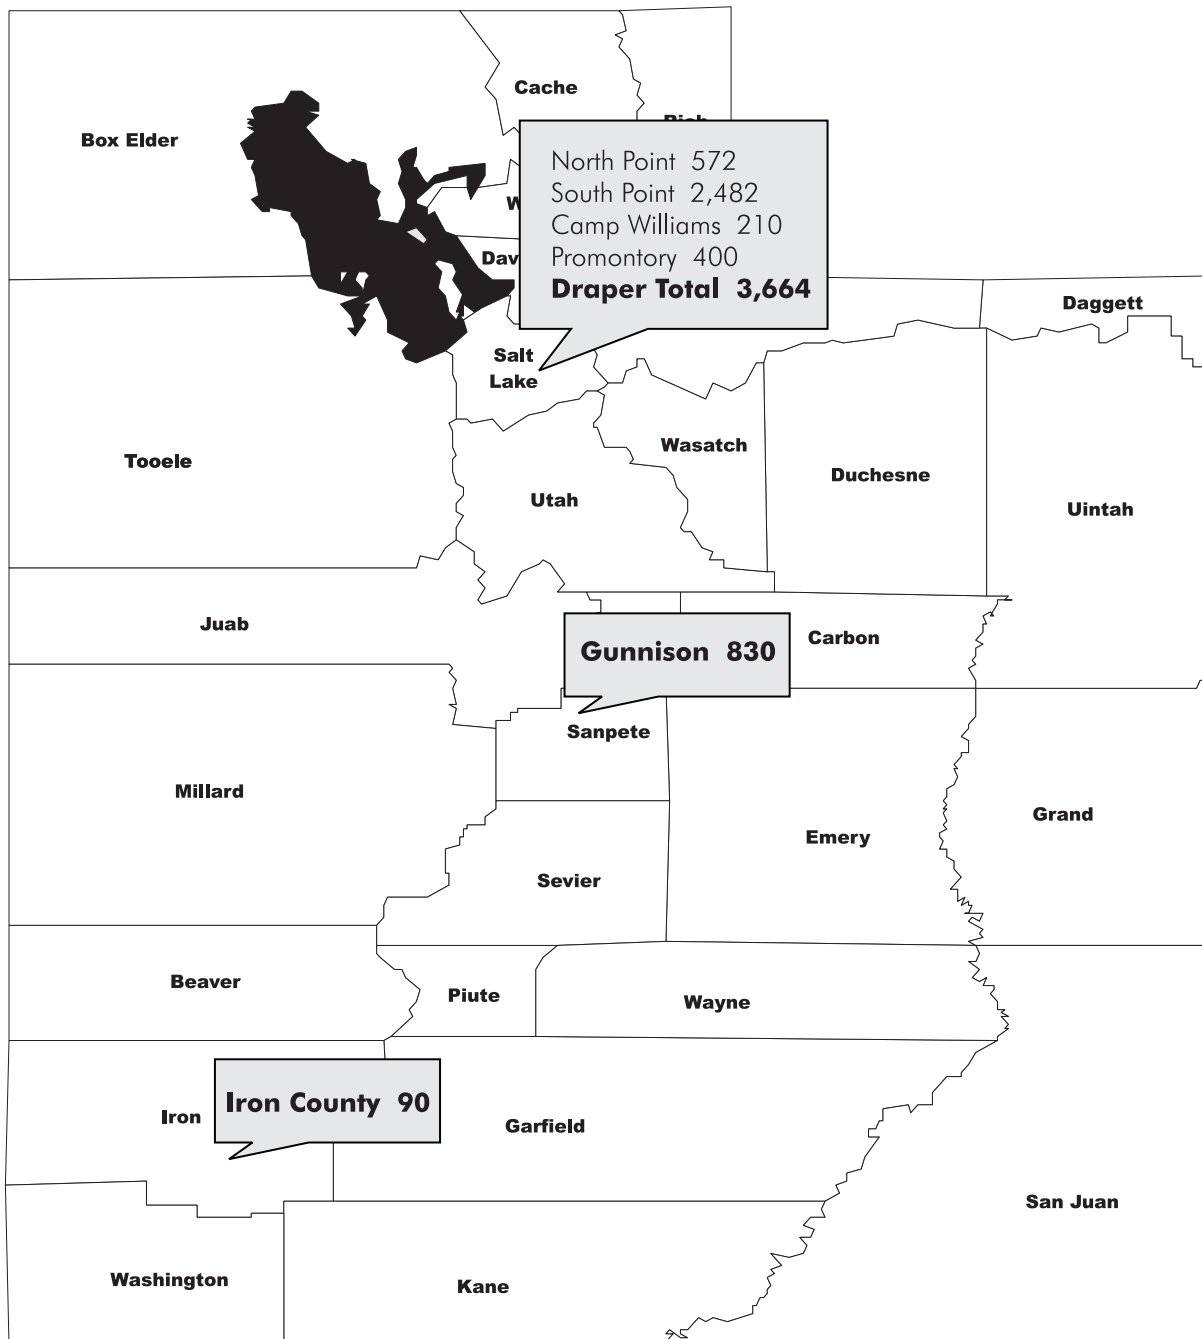 Cache
Box Elder
North Point 572
South Point 2,482
Camp Williams 210
Promontory 400
Draper Total 3,664
Daggett
Salt
Lake
Wasatch
Tooele
Duchesne
Utah
Uintah
Juab
Carbon
Gunnison 830
Sanpete
Millard
Grand
Emery
Sevier
Beaver
Piute
Wayne
Iron County 90
Iron
Garfield
San Juan
Washington
Kane